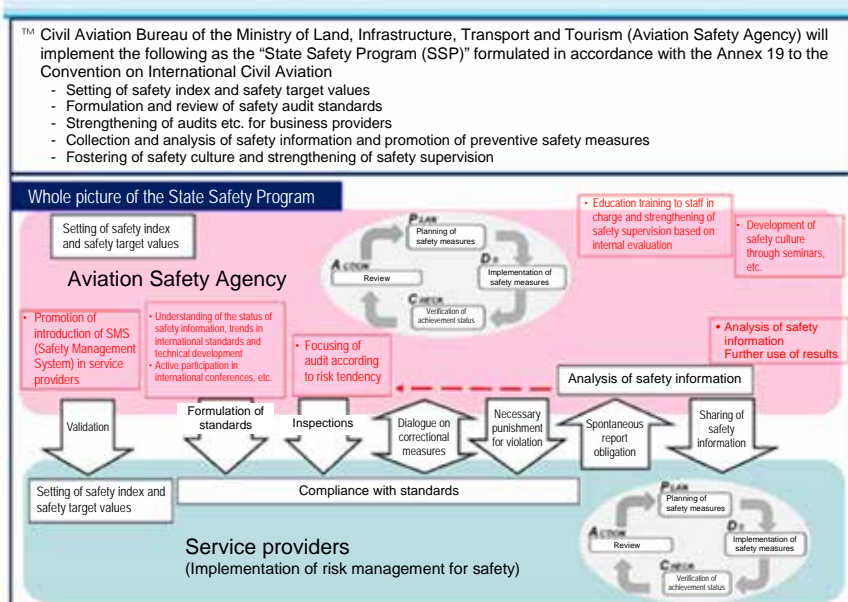 ™ Civil Aviation Bureau of the Ministry of Land, Infrastructure, Transport and Tourism (Aviation Safety Agency) will
implement the following as the “State Safety Program (SSP)” formulated in accordance with the Annex 19 to the
Convention on International Civil Aviation
- Setting of safety index and safety target values
- Formulation and review of safety audit standards
- Strengthening of audits etc. for business providers
- Collection and analysis of safety information and promotion of preventive safety measures
- Fostering of safety culture and strengthening of safety supervision
Whole picture of the State Safety Program
Setting of safety index
and safety target values
Aviation Safety Agency
PLAN
Planning of
safety measures
DO
Implementation of
safety measures
CHECK
Verification of
achievement status
ACTION
Review
• Education training to staff in
charge and strengthening of
safety supervision based on
internal evaluation
• Development of
safety culture
through seminars,
etc.
• Promotion of
introduction of SMS
(Safety Management
System) in service
providers
• Understanding of the status of
safety information, trends in
international standards and
technical development
• Active participation in
international conferences, etc.
• Focusing of
audit according
to risk tendency
• Analysis of safety
information
Further use of results
Analysis of safety information
Validation
Formulation of
standards
Inspections
Dialogue on
correctional
measures
Necessary
punishment
for violation
Spontaneous
report
obligation
Sharing of
safety
information
Setting of safety index and
safety target values
Compliance with standards
Service providers
(Implementation of risk management for safety)
PLAN
Planning of
safety measures
DO
Implementation of
safety measures
CHECK
Verification of
achievement status
ACTION
Review